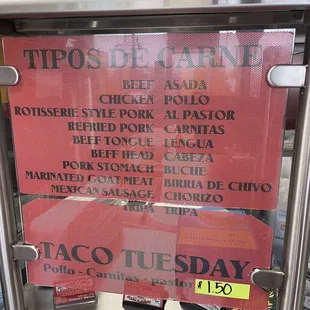 TIPOS DE CARNE
BEEF ASADA
CHICKEN POLLO
ROTISSERIE STYLE PORK AL PASTOR
REFRIED PORK CARNITAS
BEEF TONGUE LENGUA
BEEF HEAD CABEZA
PORK STOMACH BUCHE
MARINATED GOAT MEAT BIRRIA DE CHIVO
MEXICAN SAUSAGE CHORIZO
TRIPA TRIPA
TACO TUESDAY
Pollo - Carnitas - pastor
$1.50